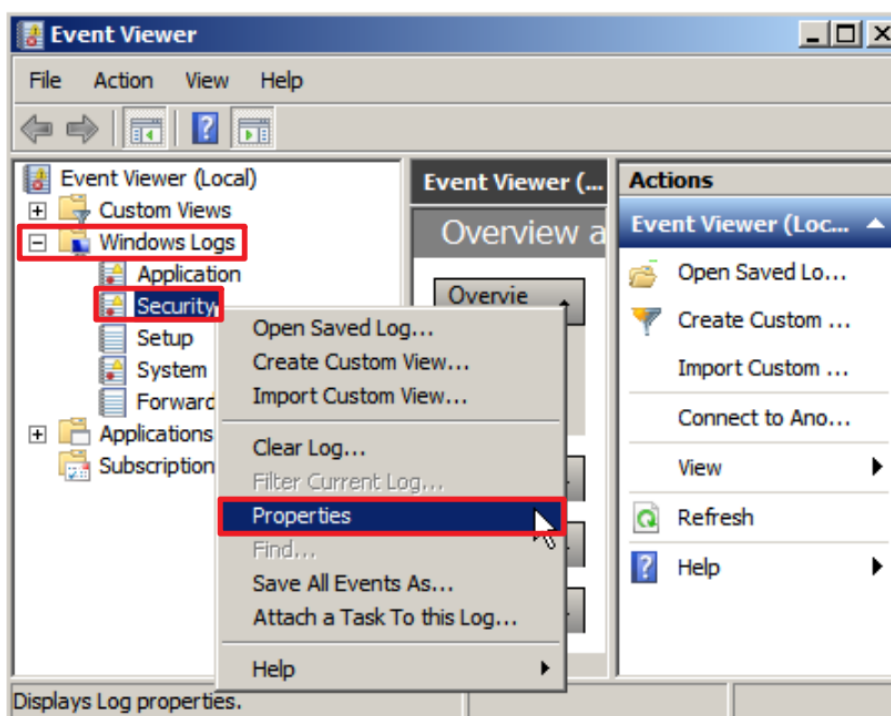 Event Viewer
File Action View Help
Event Viewer (Local)
Custom Views
Windows Logs
Application
Security
Setup
System
Forward
Applications
Subscription
Event Viewer (...
Overview a
Overvie
Open Saved Log...
Create Custom View...
Import Custom View...
Clear Log...
Filter Current Log...
Properties
Find...
Save All Events As...
Attach a Task To this Log...
Help
Actions
Event Viewer (Loc...
Open Saved Lo...
Create Custom ...
Import Custom ...
Connect to Ano...
View
Refresh
Help
Displays Log properties.